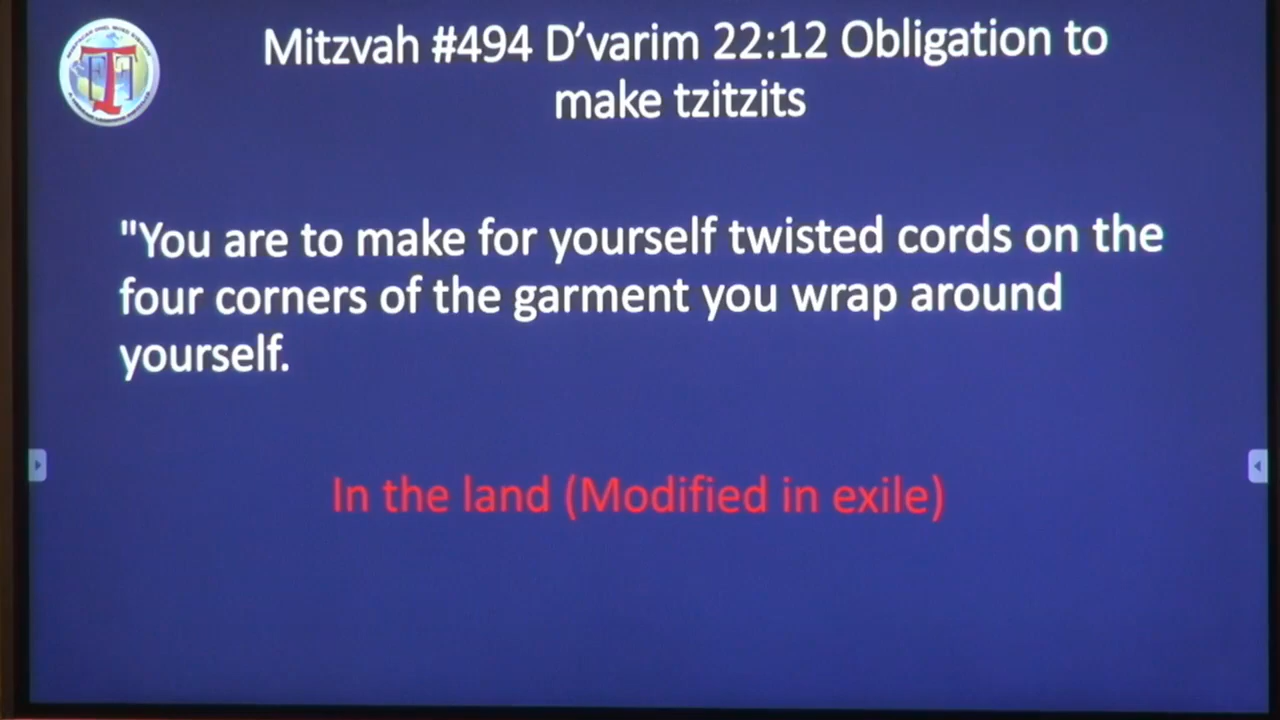 Mitzvah #494 D’varim 22:12 Obligation to
make tzitzits
"You are to make for yourself twisted cords on the
four corners of the garment you wrap around
yourself.
In the land (Modified in exile)